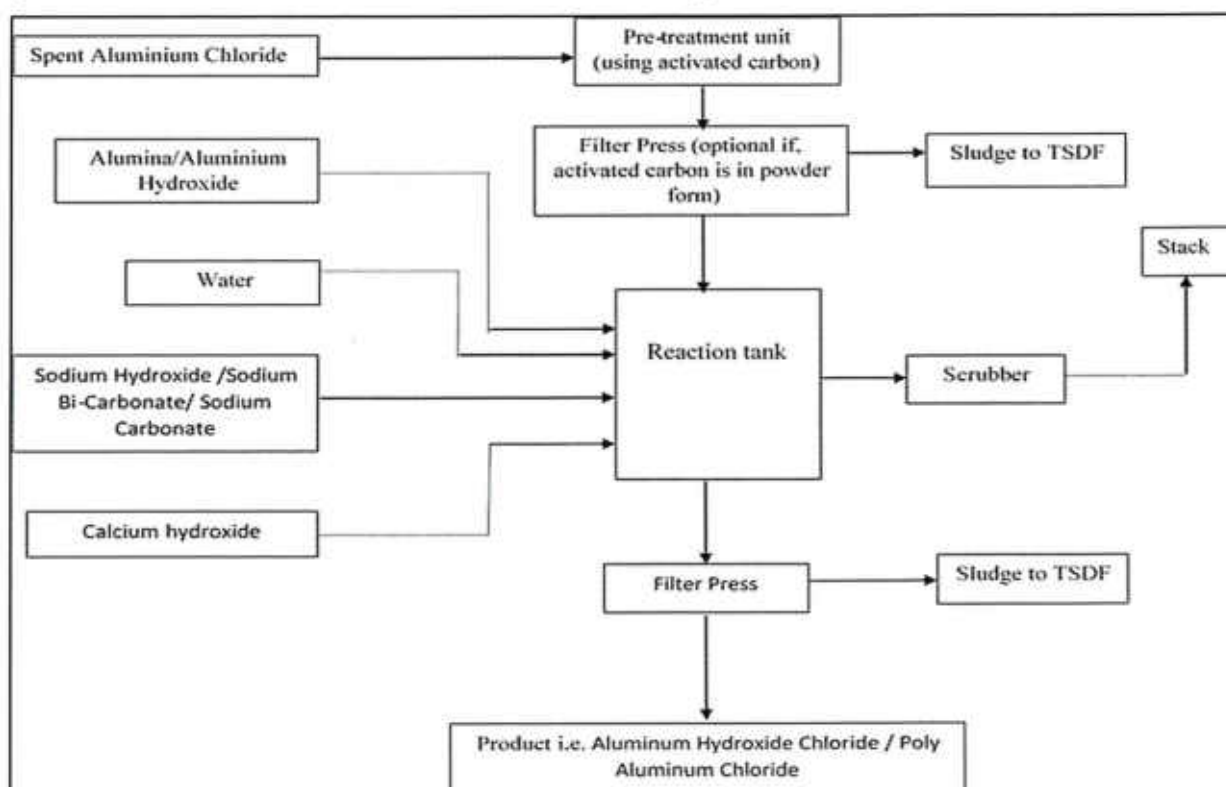 Spent Aluminium Chloride
Pre-treatment unit
(using activated carbon)
Alumina/Aluminium
Hydroxide
Filter Press (optional if,
activated carbon is in powder
form)
Sludge to TSDF
Stack
Water
Reaction tank
Scrubber
Sodium Hydroxide /Sodium
Bi-Carbonate/ Sodium
Carbonate
Calcium hydroxide
Filter Press
Sludge to TSDF
Product i.e. Aluminum Hydroxide Chloride / Poly
Aluminum Chloride